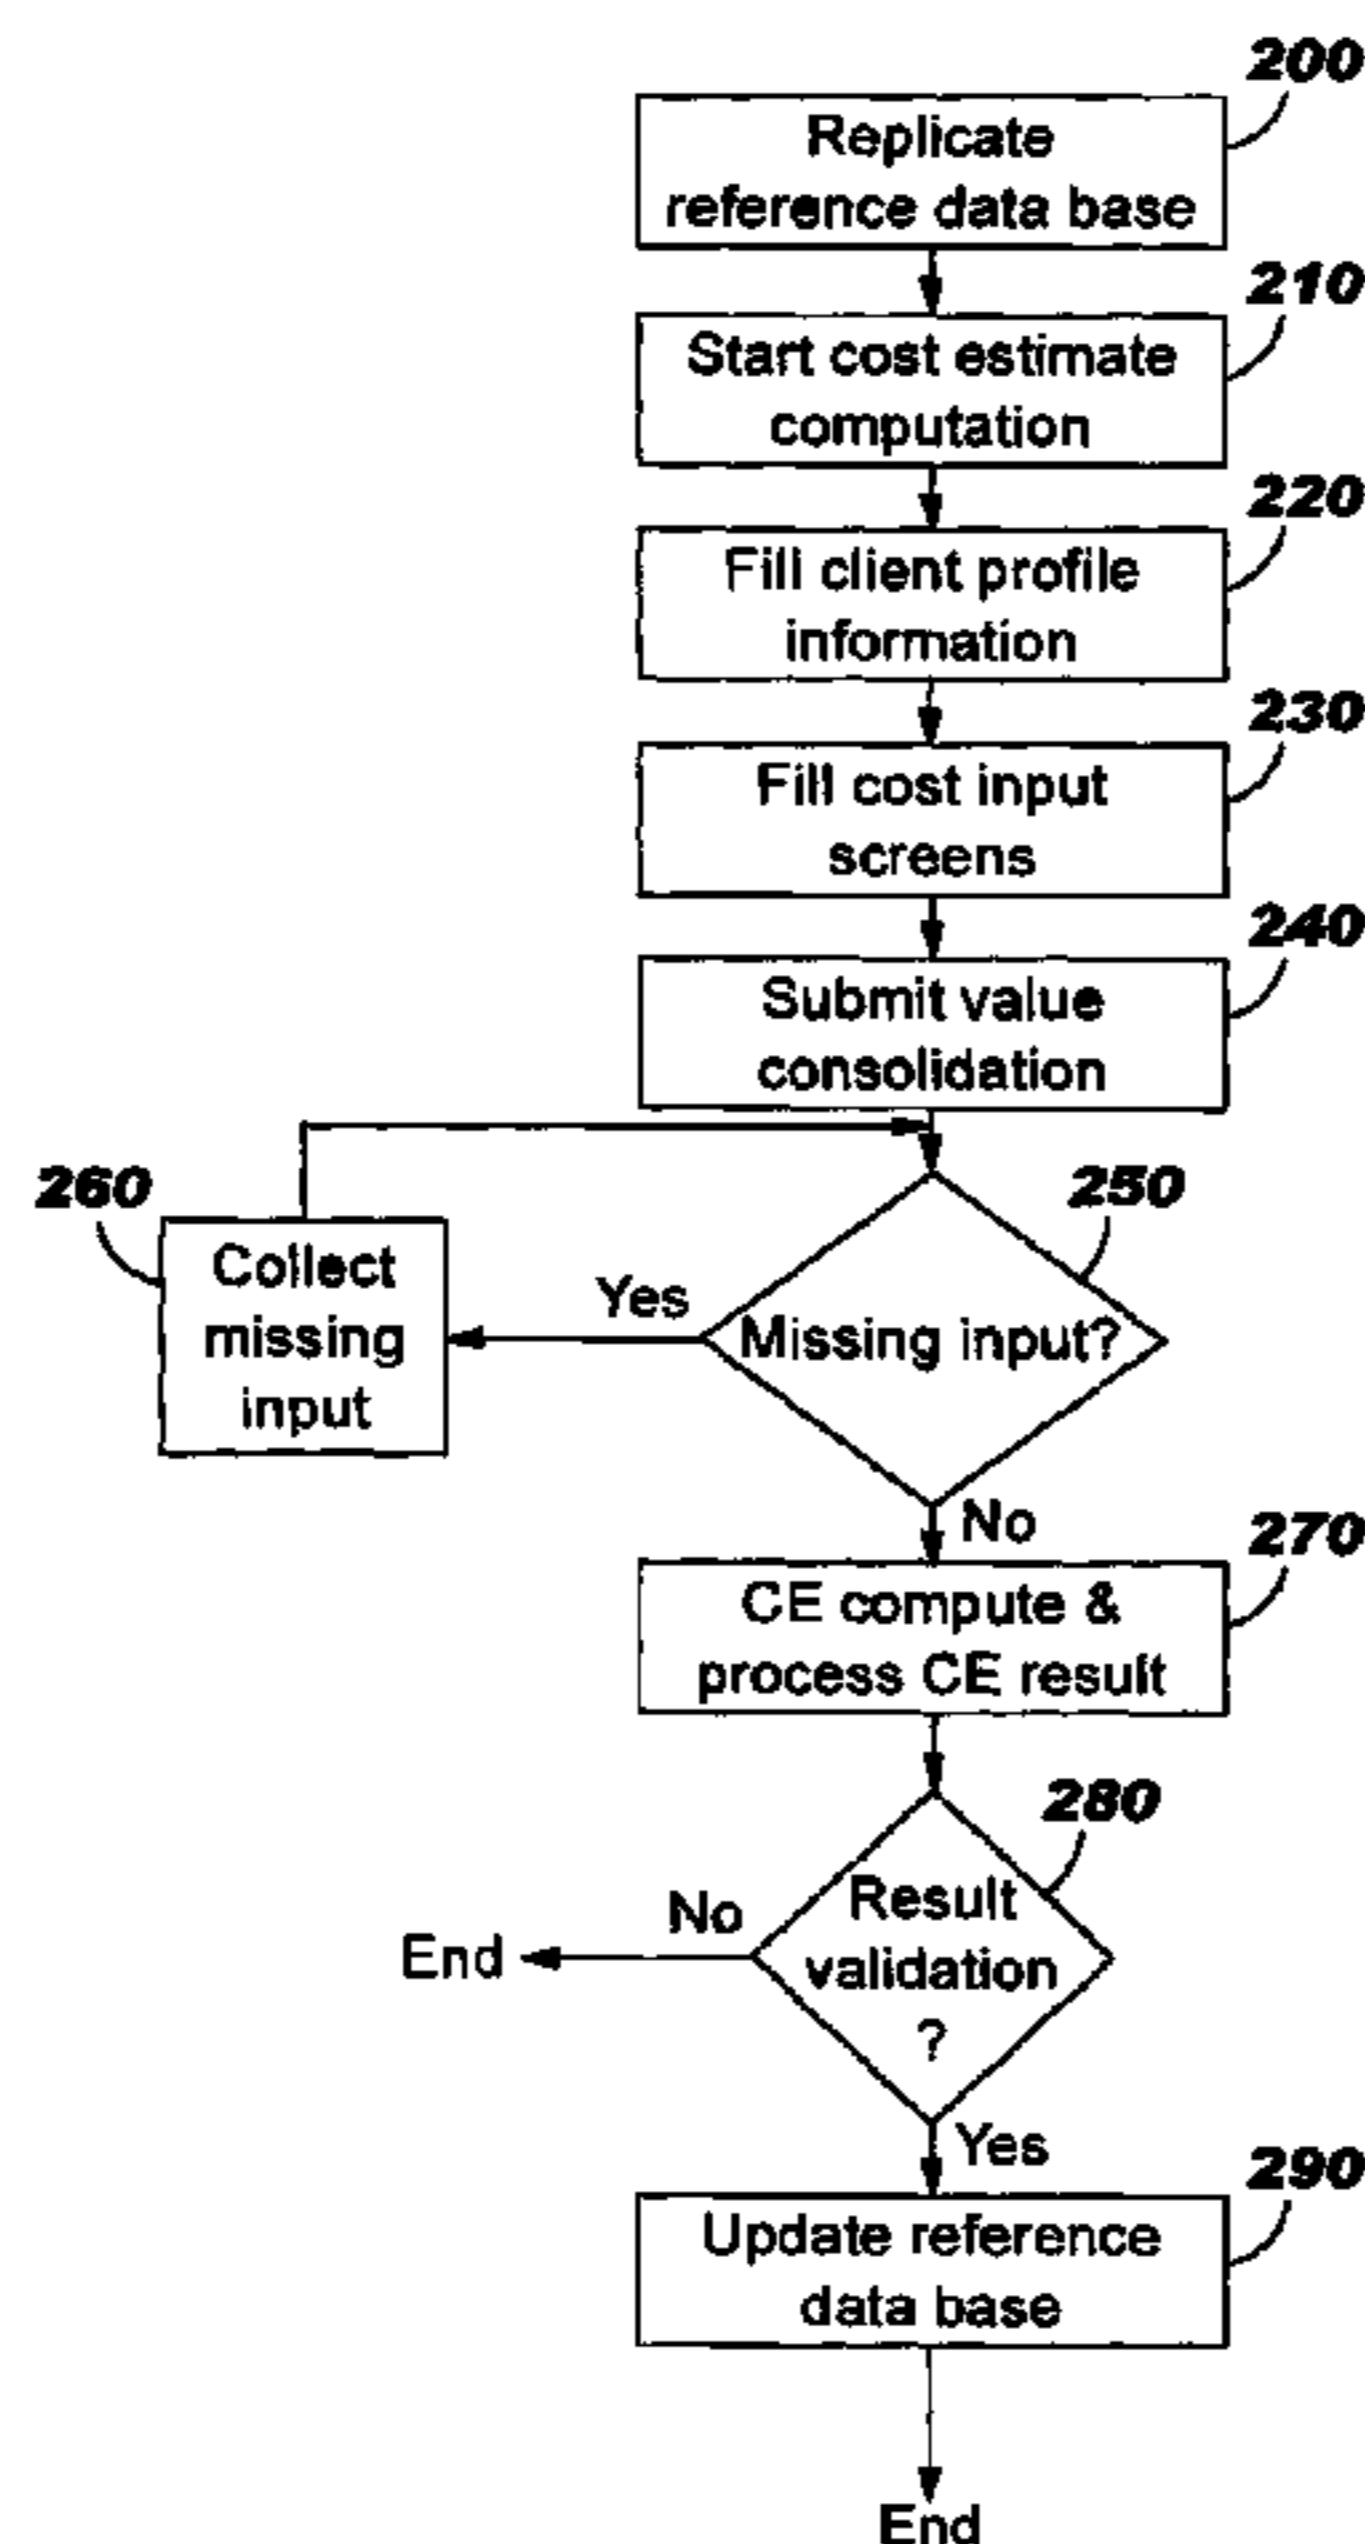 200
Replicate
reference data base
210
Start cost estimate
computation
220
Fill client profile
information
230
Fill cost input
screens
240
Submit value
consolidation
260
250
Collect
missing
input
Yes
Missing input?
No
270
CE compute &
process CE result
280
Result
validation
?
No
End
Yes
290
Update reference
data base
End